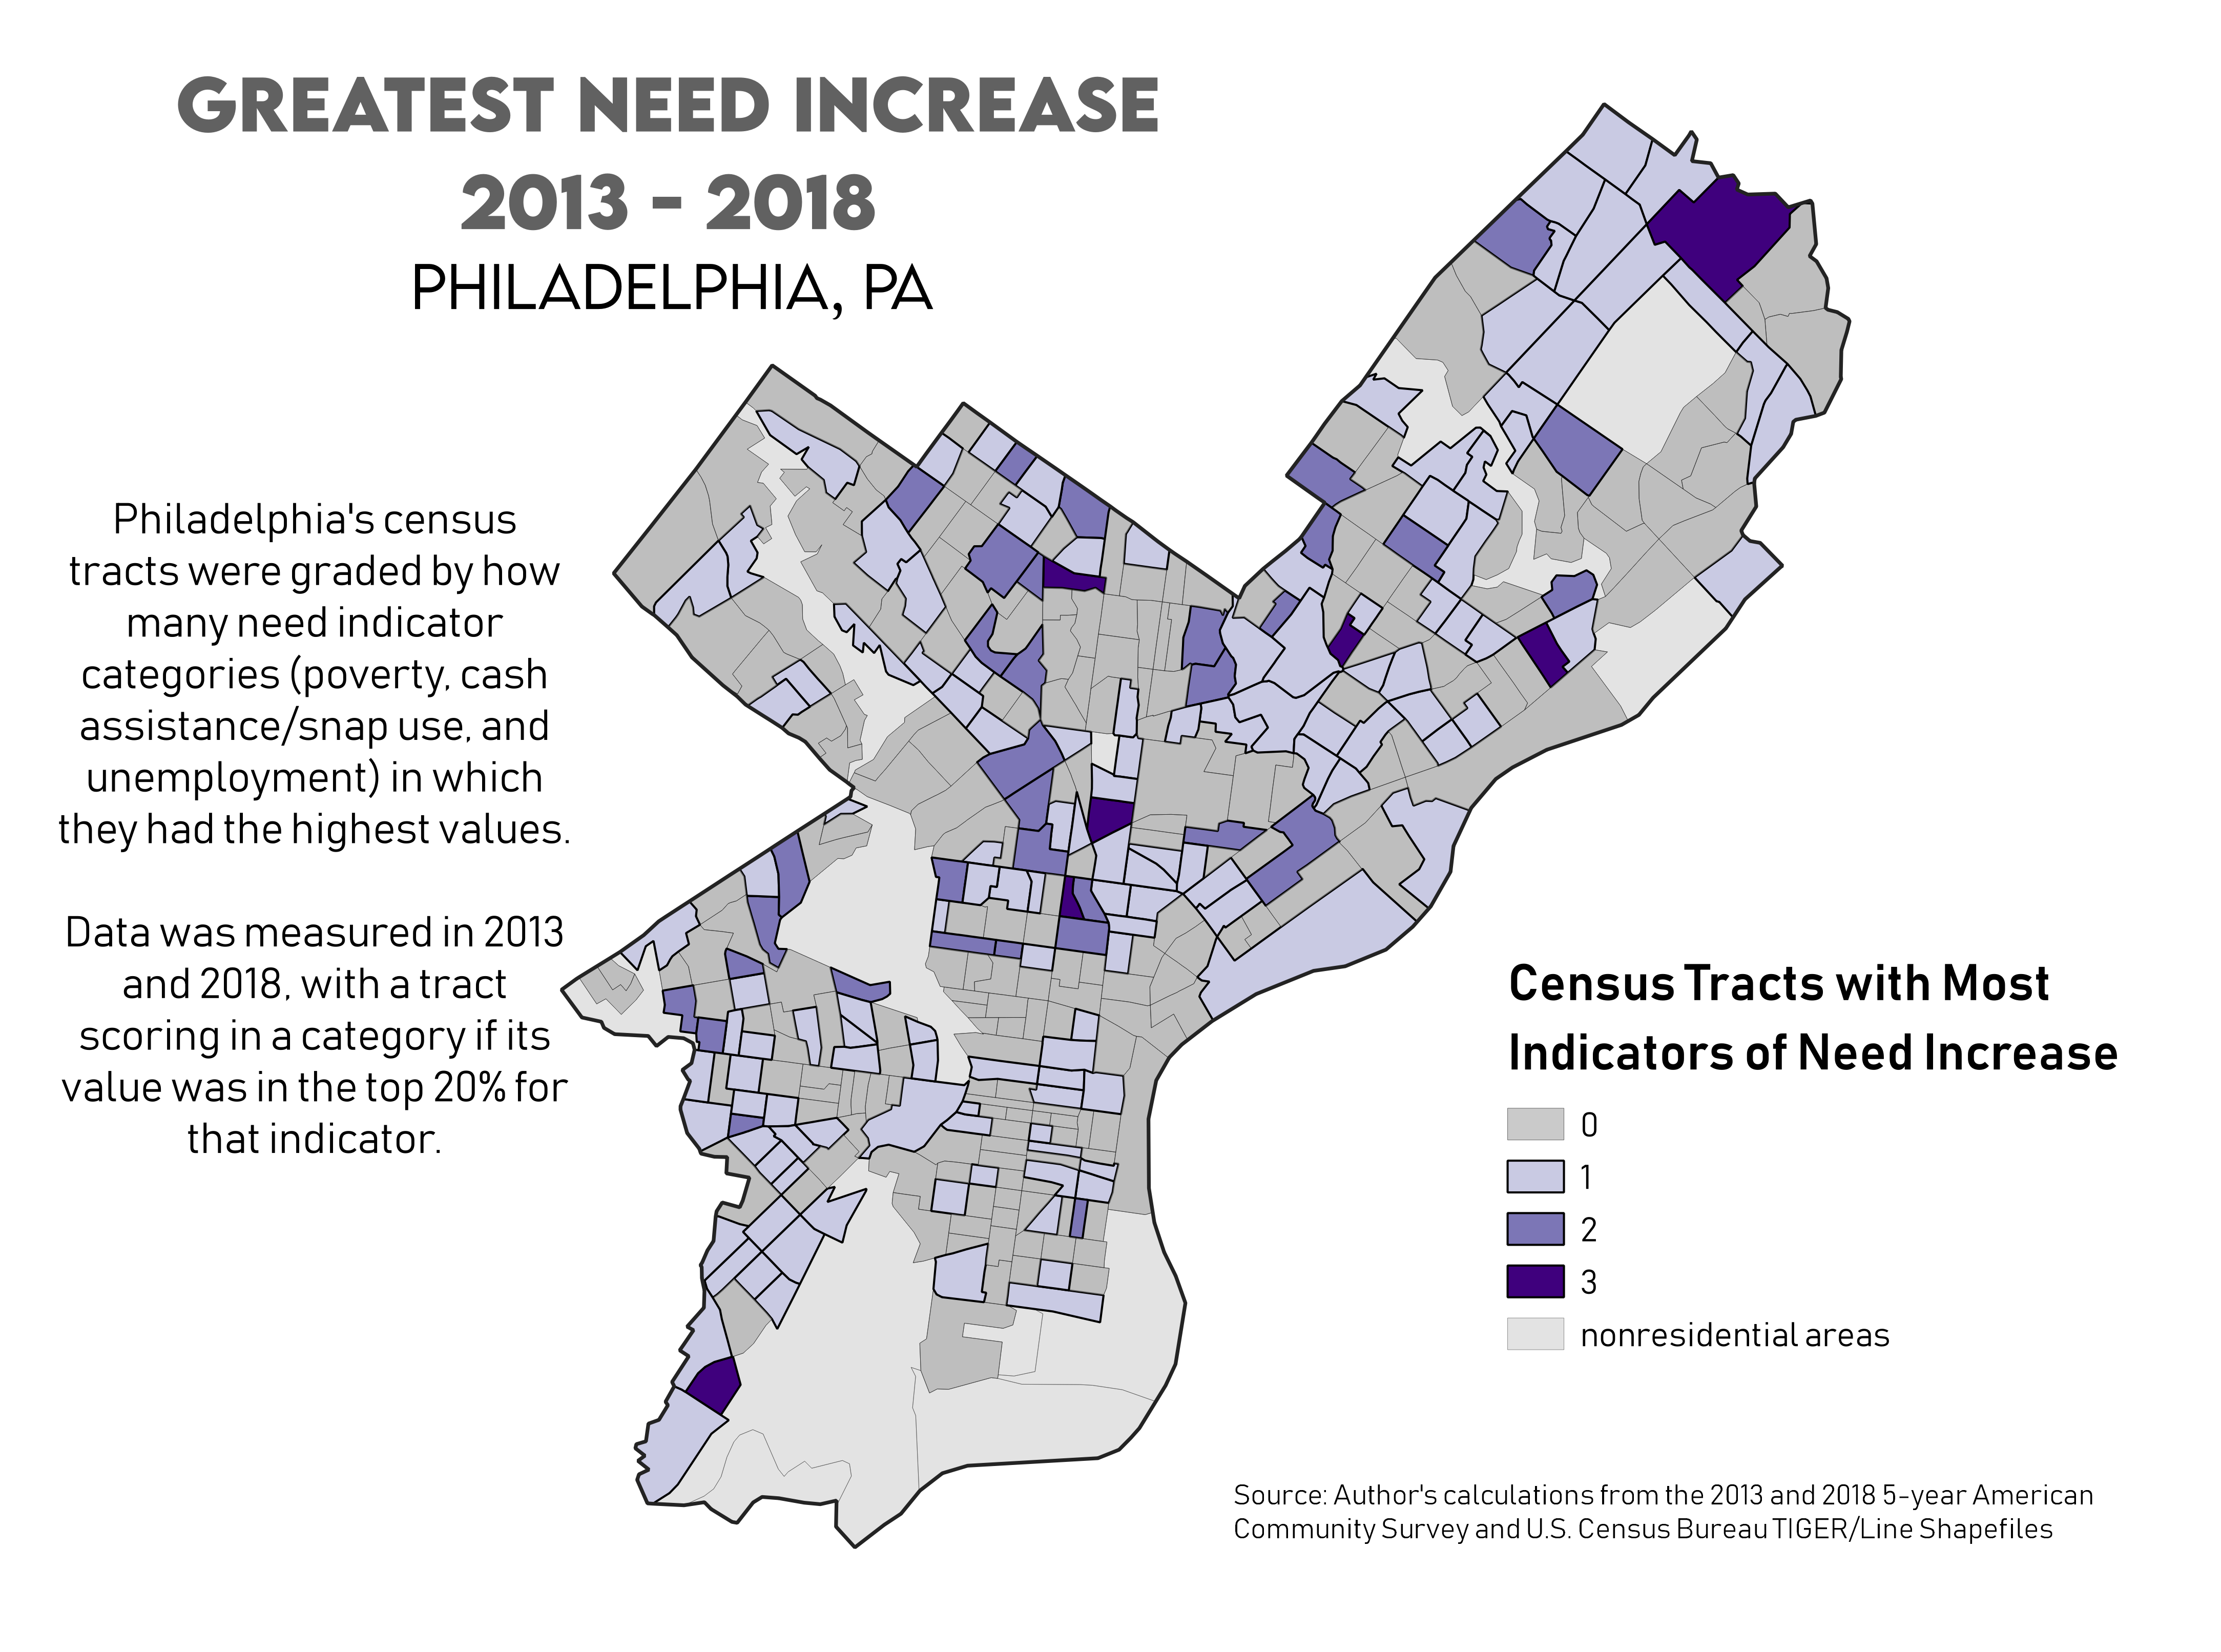 GREATEST NEED INCREASE
2013 - 2018
PHILADELPHIA, PA
Philadelphia's census
tracts were graded by how
many need indicator
categories (poverty, cash
assistance/snap use, and
unemployment) in which
they had the highest values.
Data was measured in 2013
and 2018, with a tract
scoring in a category if its
value was in the top 20% for
that indicator.
Census Tracts with Most
Indicators of Need Increase
0
1
2
3
nonresidential areas
Source: Author's calculations from the 2013 and 2018 5-year American
Community Survey and U.S. Census Bureau TIGER/Line Shapefiles